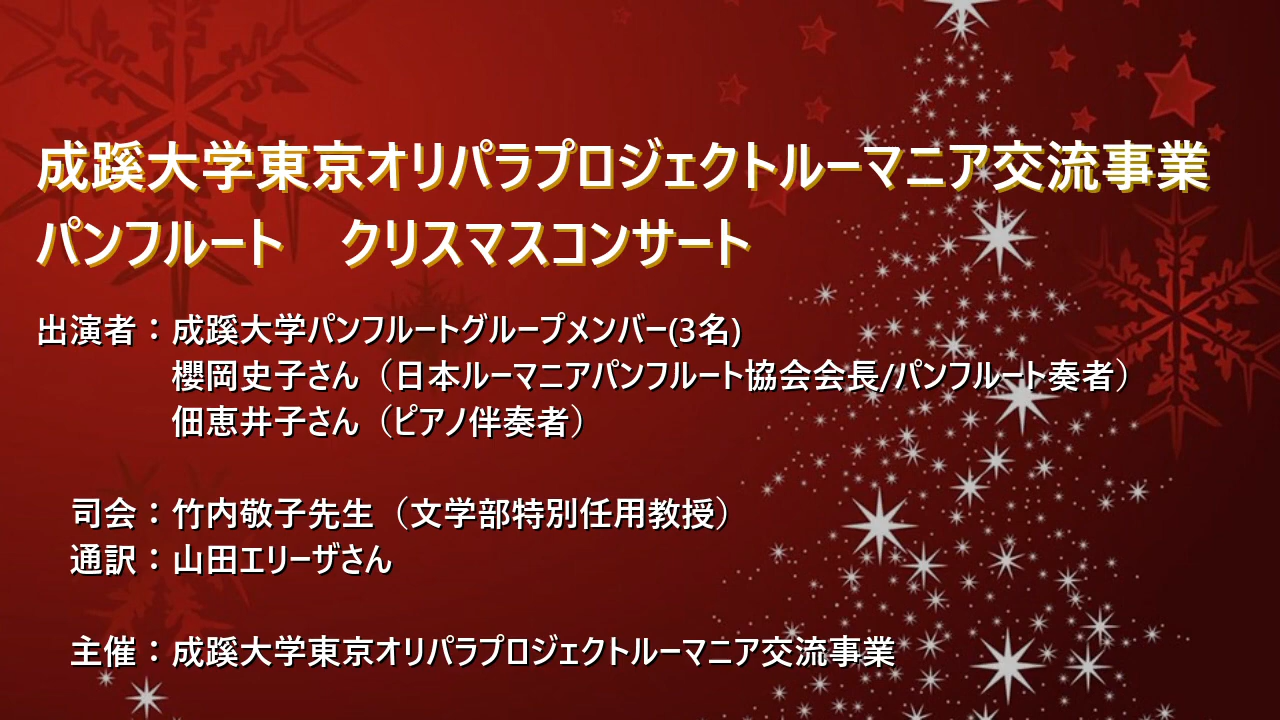 成蹊大学東京オリパラプロジェクトルーマニア交流事業
パンフルート　クリスマスコンサート
出演者：成蹊大学パンフルートグループメンバー(3名)
櫻岡史子さん（日本ルーマニアパンフルート協会会長/パンフルート奏者）
佃恵井子さん（ピアノ伴奏者）
司会：竹内敬子先生（文学部特別任用教授）
通訳：山田エリーザさん
主催：成蹊大学東京オリパラプロジェクトルーマニア交流事業